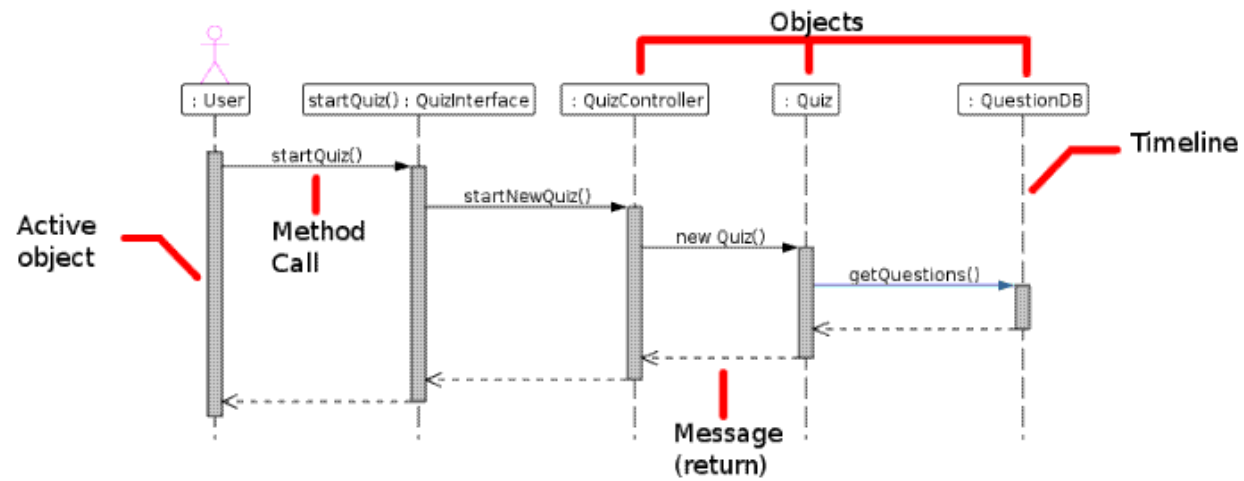 Objects
: User
startQuiz() : QuizInterface
: QuizController
: Quiz
: QuestionDB
Timeline
startQuiz()
startNewQuiz()
Method
Call
Active
object
new Quiz()
getQuestions()
Message
(return)